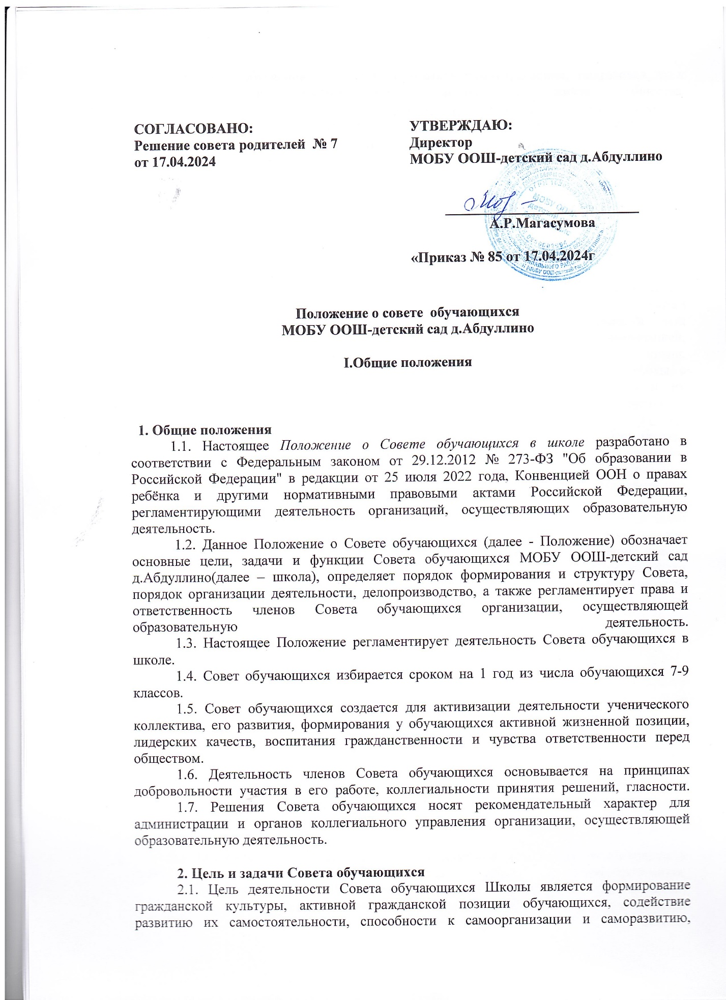 СОГЛАСОВАНО:
Решение совета родителей № 7
от 17.04.2024
УТВЕРЖДАЮ:
Директор
МОБУ ООШ-детский сад д.Абдуллино
А.Р.Магасумова
«Приказ № 85 от 17.04.2024г
Положение о совете обучающихся
МОБУ ООШ-детский сад д.Абдуллино
I.Общие положения
1. Общие положения
1.1. Настоящее Положение о Совете обучающихся в школе разработано в
соответствии с Федеральным законом от 29.12.2012 № 273-ФЗ "Об образовании в
Российской Федерации" в редакции от 25 июля 2022 года, Конвенцией ООН о правах
ребёнка и другими нормативными правовыми актами Российской Федерации,
регламентирующими деятельность организаций, осуществляющих образовательную
деятельность.
1.2. Данное Положение о Совете обучающихся (далее - Положение) обозначает
основные цели, задачи и функции Совета обучающихся МОБУ ООШ-детский сад
д.Абдуллино(далее – школа), определяет порядок формирования и структуру Совета,
порядок организации деятельности, делопроизводство, а также регламентирует права и
ответственность членов Совета обучающихся организации, осуществляющей
образовательную деятельность.
1.3. Настоящее Положение регламентирует деятельность Совета обучающихся в
школе.
1.4. Совет обучающихся избирается сроком на 1 год из числа обучающихся 7-9
классов.
1.5. Совет обучающихся создается для активизации деятельности ученического
коллектива, его развития, формирования у обучающихся активной жизненной позиции,
лидерских качеств, воспитания гражданственности и чувства ответственности перед
обществом.
1.6. Деятельность членов Совета обучающихся основывается на принципах
добровольности участия в его работе, коллегиальности принятия решений, гласности.
1.7. Решения Совета обучающихся носят рекомендательный характер для
администрации и органов коллегиального управления организации, осуществляющей
образовательную деятельность.
2. Цель и задачи Совета обучающихся
2.1. Цель деятельности Совета обучающихся Школы является формирование
гражданской культуры, активной гражданской позиции обучающихся, содействие
развитию их самостоятельности, способности к самоорганизации и саморазвитию,